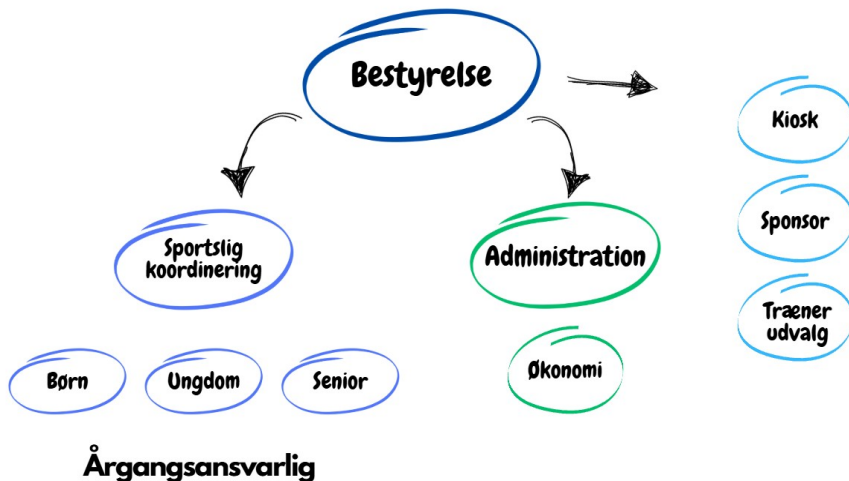 Bestyrelse
Kiosk
Sponsor
Træner
udvalg
Sportslig
koordinering
Administration
Børn
Ungdom
Senior
Økonomi
Årgangsansvarlig